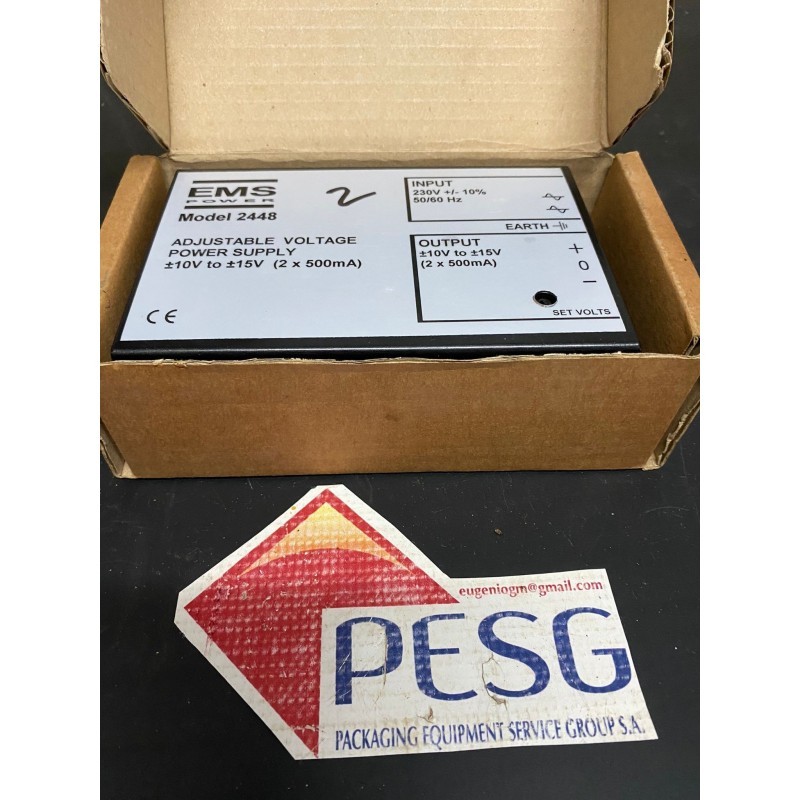 EMS
POWER
Model 2448
ADJUSTABLE VOLTAGE
POWER SUPPLY
±10V to ±15V (2 x 500mA)
CE
INPUT
230V +/- 10%
50/60 Hz
EARTH
OUTPUT
±10V to ±15V
(2 x 500mA)
+
0
−
SET VOLTS
eugeniogm@gmail.com
PESG
PACKAGING EQUIPMENT SERVICE GROUP S.A.